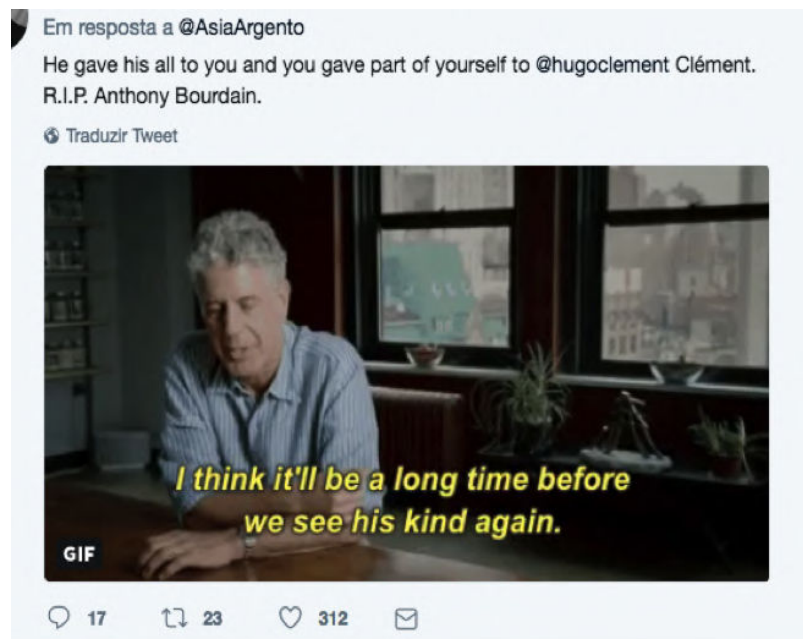 Em resposta a @AsiaArgento
He gave his all to you and you gave part of yourself to @hugoclement Clément.
R.I.P. Anthony Bourdain.
Traduzir Tweet
I think it'll be a long time before
we see his kind again.
GIF
17 23 312